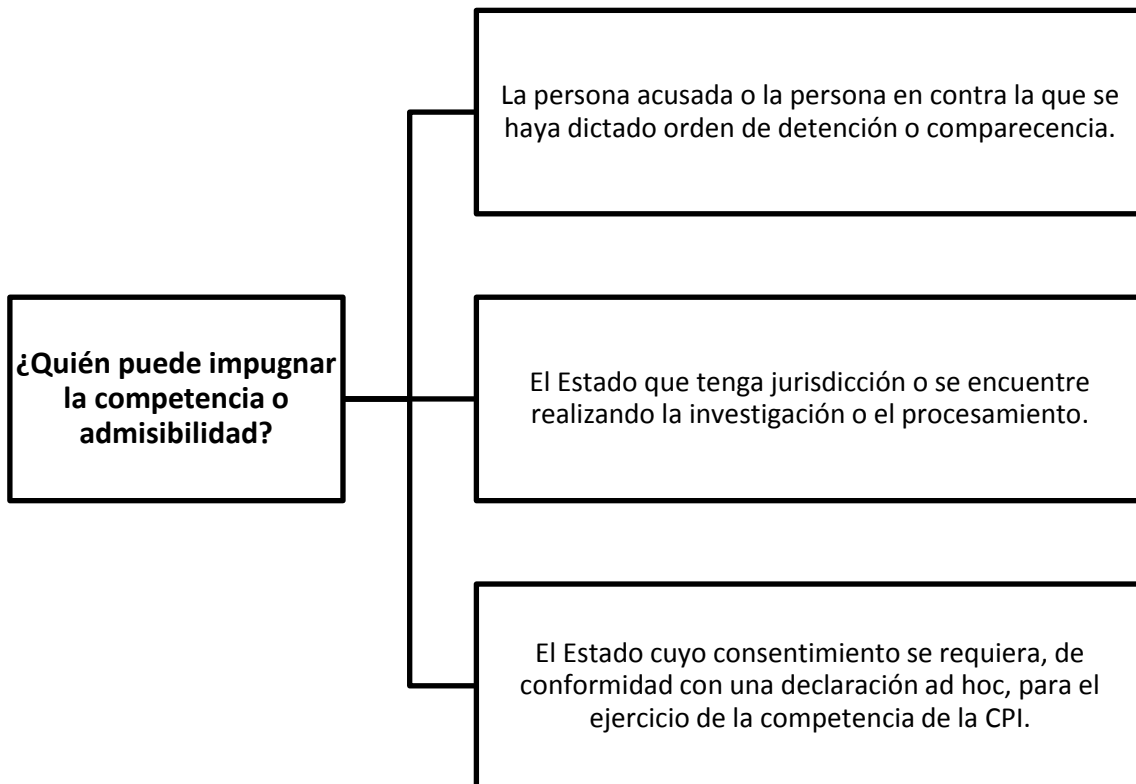 La persona acusada o la persona en contra la que se
haya dictado orden de detención o comparecencia.
¿Quién puede impugnar
la competencia o
admisibilidad?
El Estado que tenga jurisdicción o se encuentre
realizando la investigación o el procesamiento.
El Estado cuyo consentimiento se requiera, de
conformidad con una declaración ad hoc, para el
ejercicio de la competencia de la CPI.